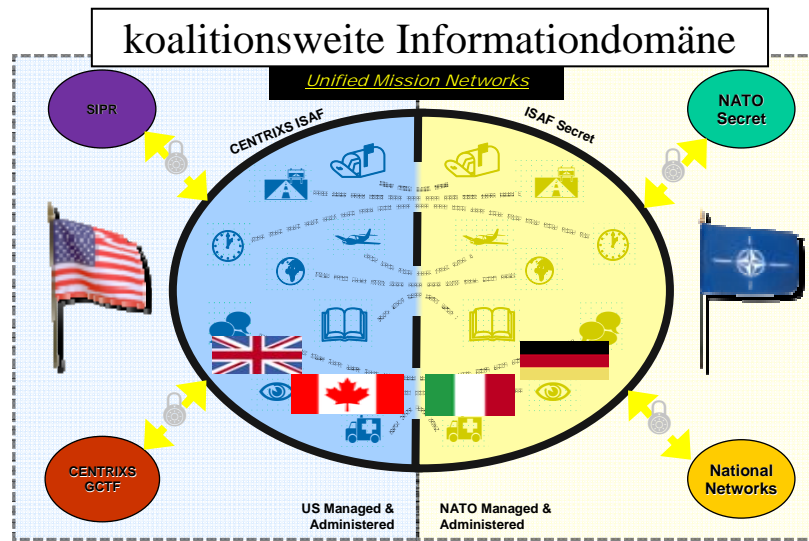 koalitionsweite Informationdomäne
Unified Mission Networks
SIPR
NATO
Secret
CENTRIXS ISAF
ISAF Secret
CENTRIXS
GCTF
National
Networks
US Managed &
Administered
NATO Managed &
Administered